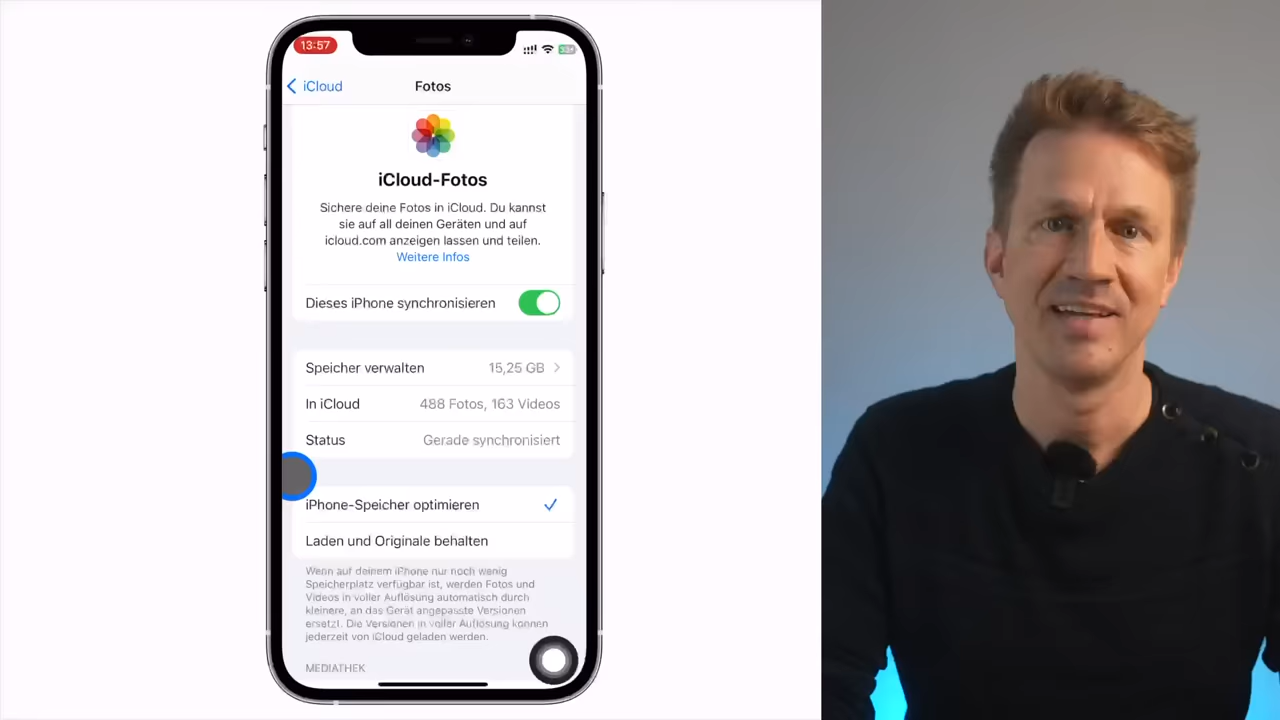 13:57
iCloud
Fotos
iCloud-Fotos
Sichere deine Fotos in iCloud. Du kannst
sie auf all deinen Geräten und auf
icloud.com anzeigen lassen und teilen.
Weitere Infos
Dieses iPhone synchronisieren
Speicher verwalten 15,25 GB
In iCloud 488 Fotos, 163 Videos
Status Gerade synchronisiert
iPhone-Speicher optimieren
Laden und Originale behalten
Wenn auf deinem iPhone nur noch wenig
Speicherplatz verfügbar ist, werden Fotos und
Videos in voller Auflösung automatisch durch
kleinere, an das Gerät angepasste Versionen
ersetzt. Die Versionen in voller Auflösung können
jederzeit von iCloud geladen werden.
MEDIATHEK